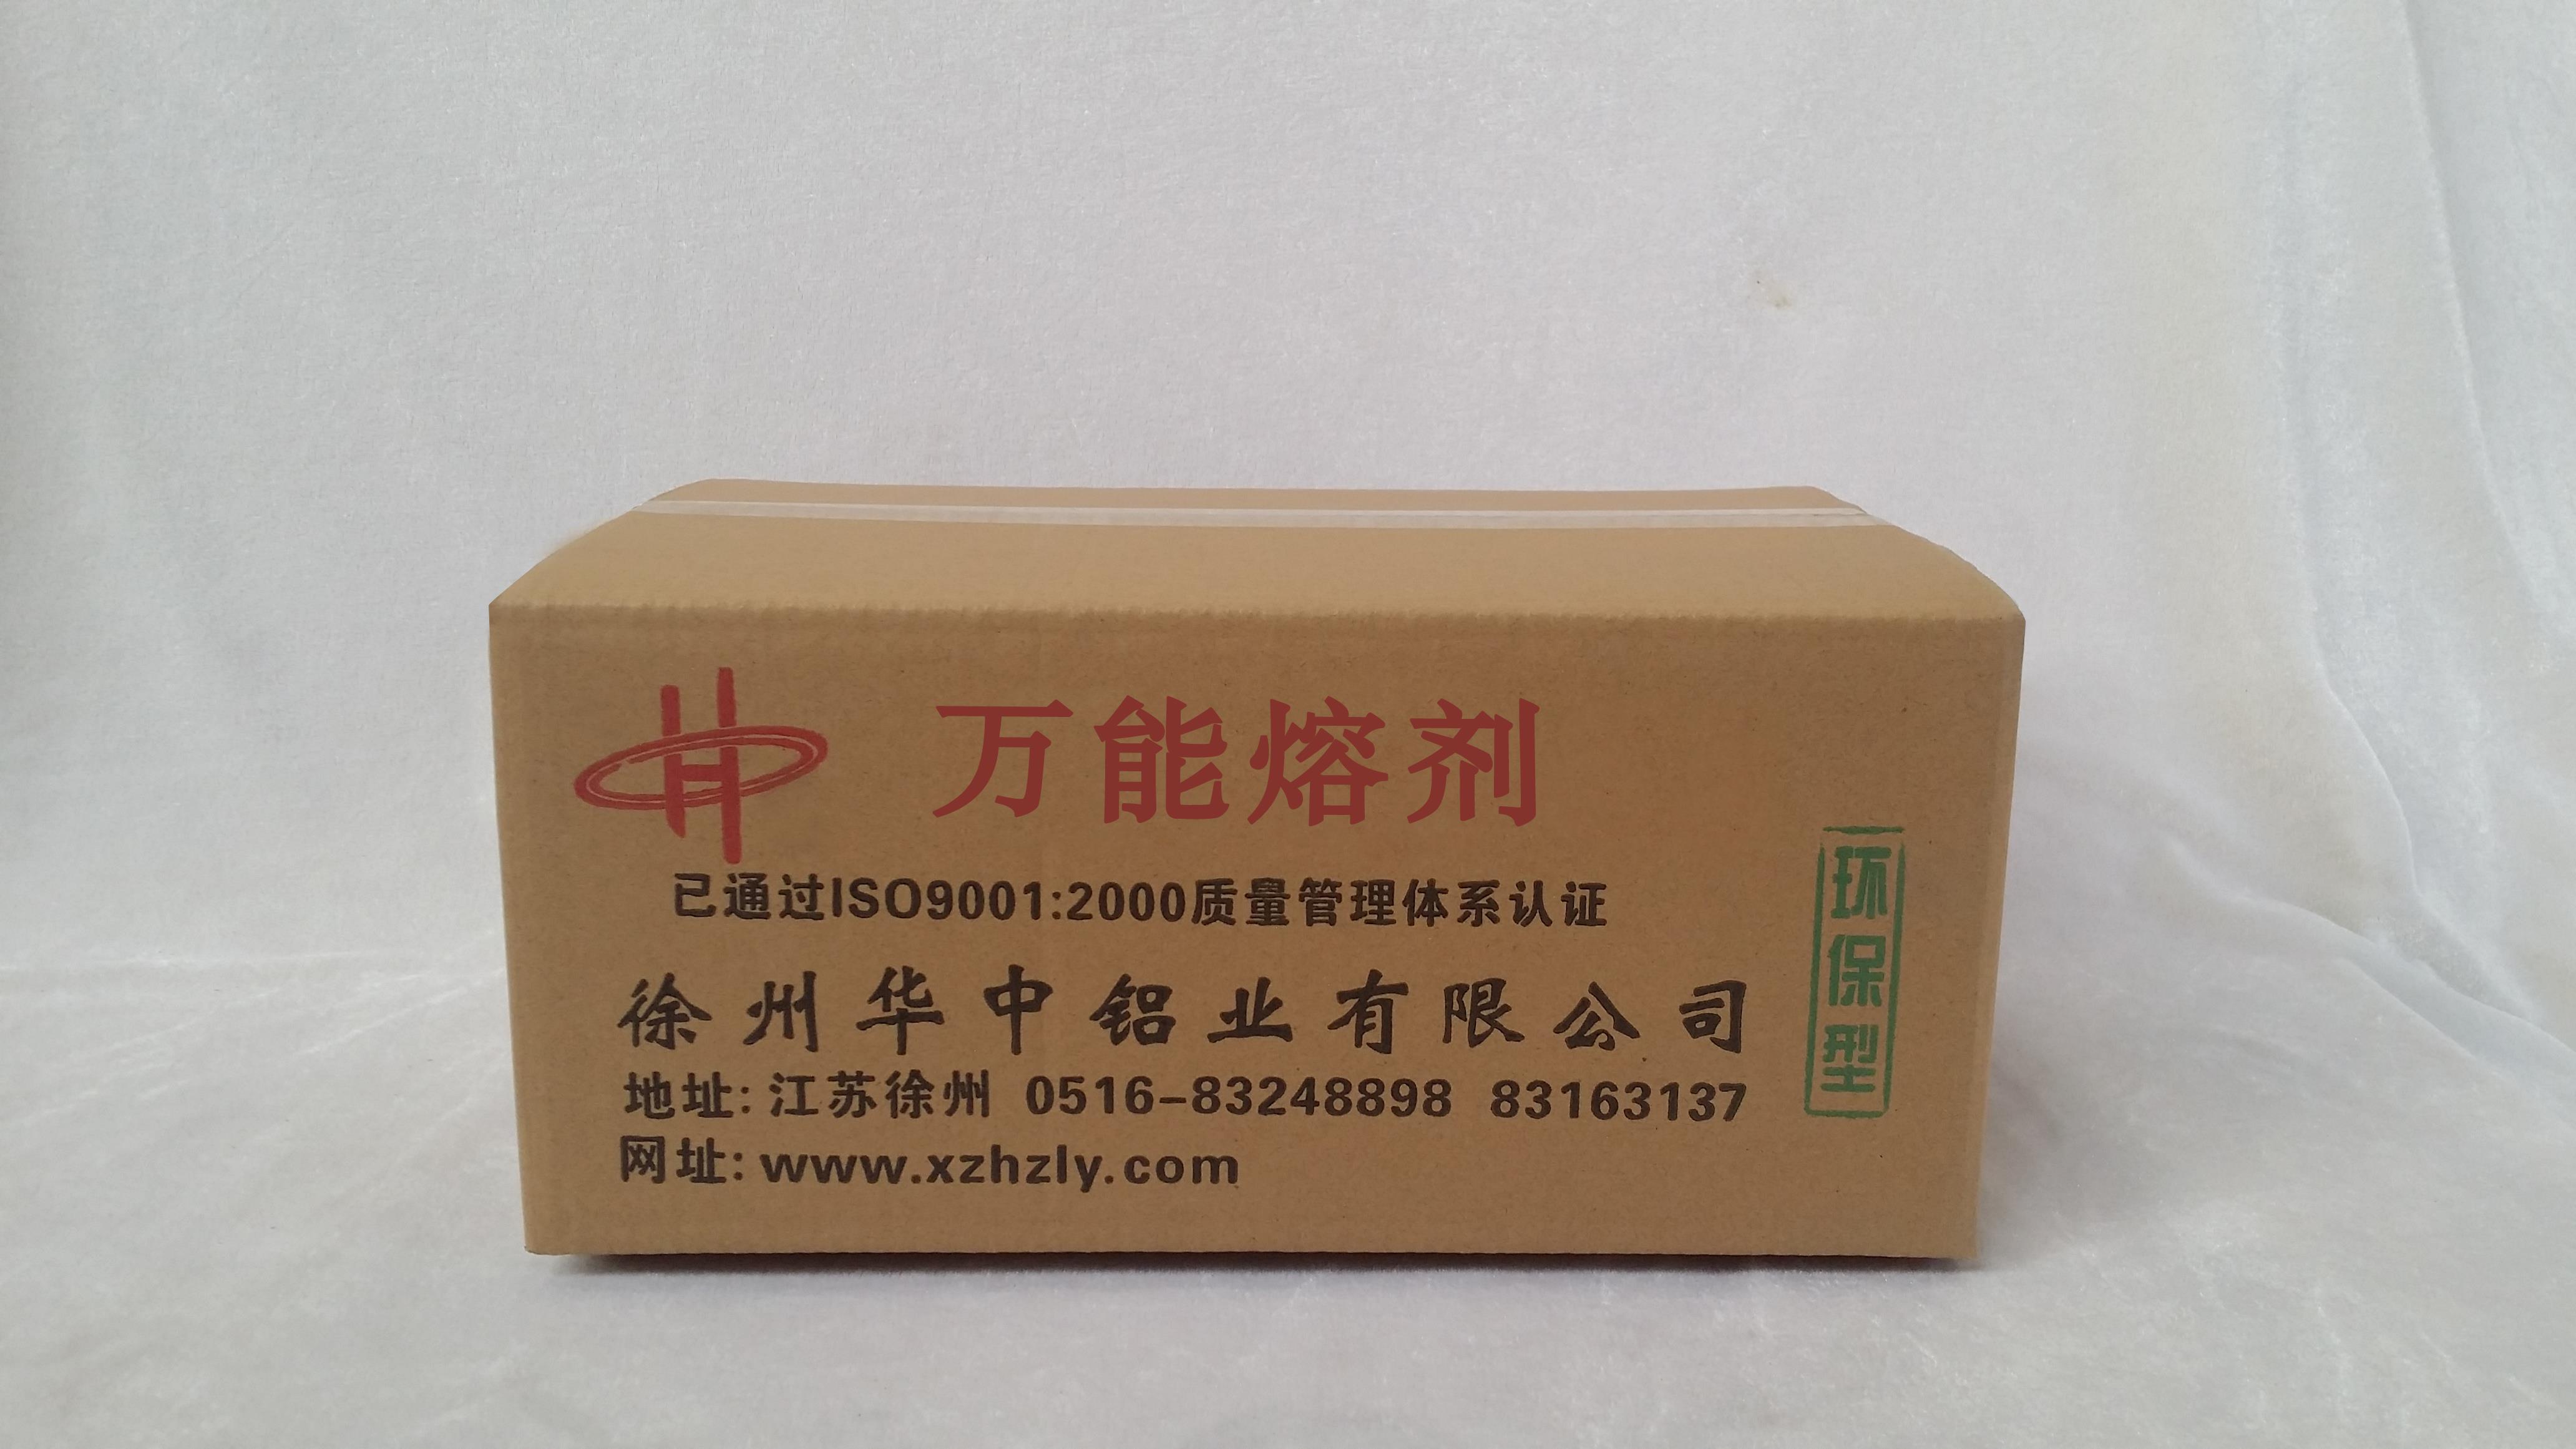 万能熔剂
已通过ISO9001:2000质量管理体系认证
徐州华中铝业有限公司
地址:江苏徐州 0516-83248898 83163137
网址:www.xzhzly.com
环保型